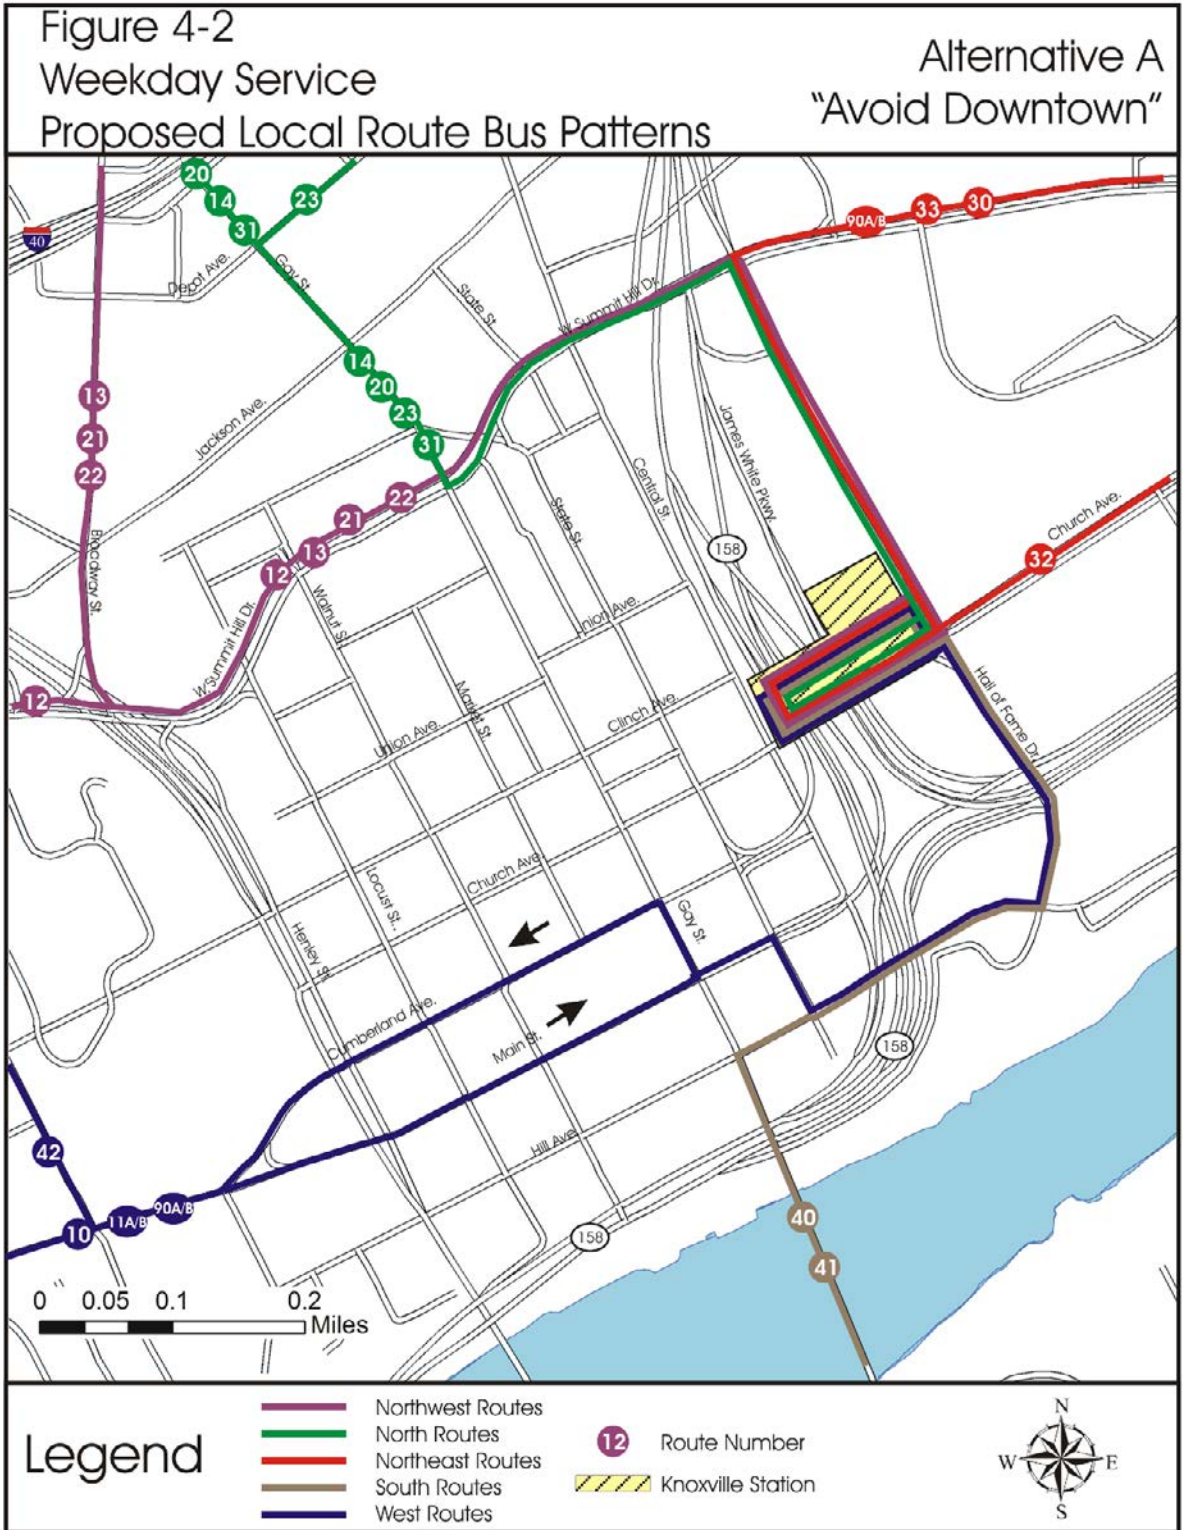 Figure 4-2
Weekday Service
Proposed Local Route Bus Patterns
Alternative A
"Avoid Downtown"
20
14
31
23
90A/B
33
30
40
Depot Ave.
Gay St.
State St.
W Summit Hill Dr.
14
20
23
31
13
21
22
Jackson Ave.
James White Pkwy.
Central St.
State St.
22
21
13
12
158
Church Ave.
32
Broadway St.
Walnut St.
W Summit Hill Dr.
Union Ave.
12
Market St.
Clinch Ave.
Union Ave.
Hall of Fame Dr.
Church Ave.
Locust St.
Gay St.
Henley St.
Cumberland Ave.
Main St.
158
Hill Ave.
42
10
11A/B
90A/B
40
41
158
0 0.05 0.1 0.2
Miles
Legend
Northwest Routes
North Routes
Northeast Routes
South Routes
West Routes
12 Route Number
Knoxville Station
N
W E
S